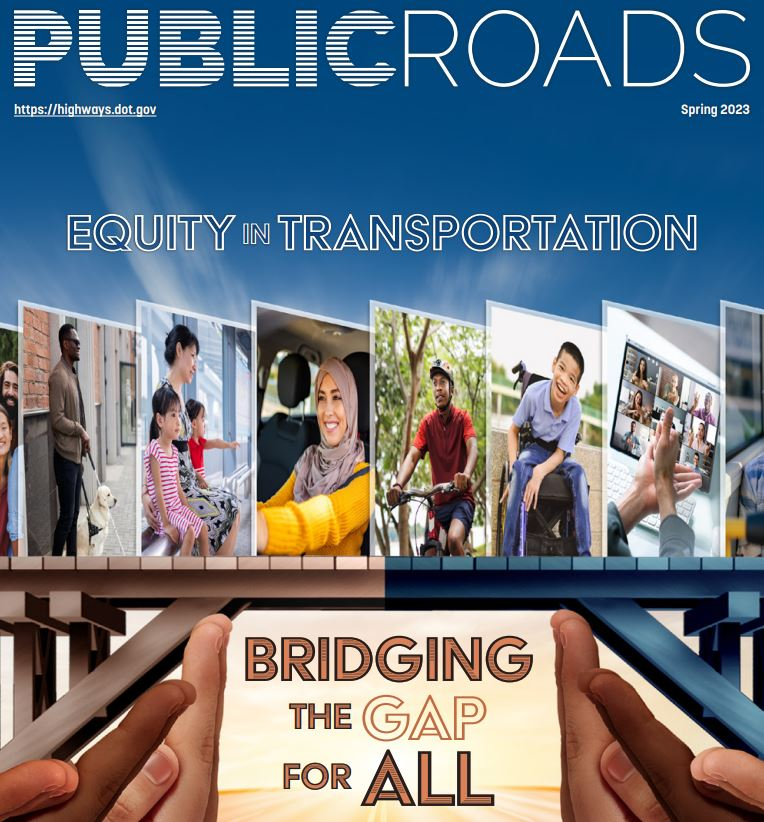 PUBLICROADS
https://highways.dot.gov
Spring 2023
EQUITY IN TRANSPORTATION
BRIDGING
THE GAP
FOR ALL